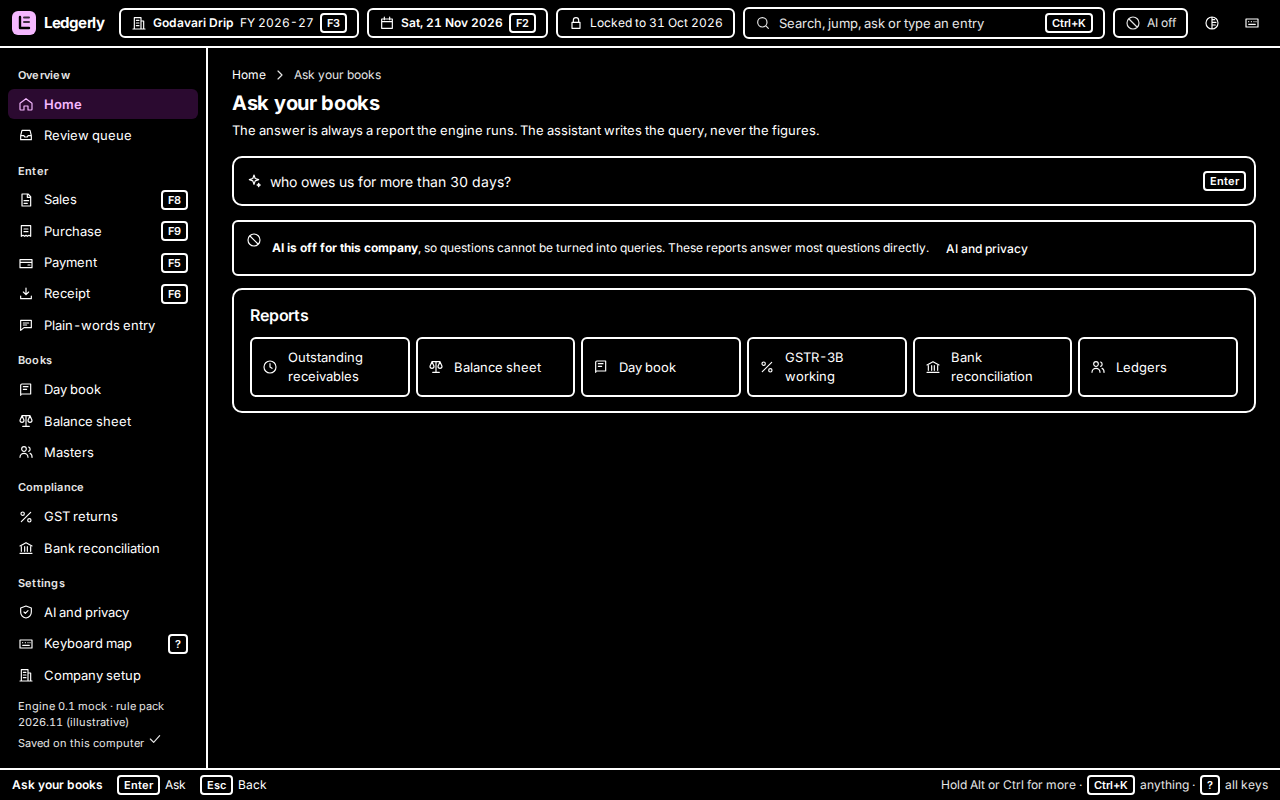 Ledgerly
Godavari Drip FY 2026-27 F3
Sat, 21 Nov 2026 F2
Locked to 31 Oct 2026
Search, jump, ask or type an entry Ctrl+K
AI off
Overview
Home
Review queue
Enter
Sales F8
Purchase F9
Payment F5
Receipt F6
Plain-words entry
Books
Day book
Balance sheet
Masters
Compliance
GST returns
Bank reconciliation
Settings
AI and privacy
Keyboard map ?
Company setup
Engine 0.1 mock · rule pack
2026.11 (illustrative)
Saved on this computer
Home > Ask your books
Ask your books
The answer is always a report the engine runs. The assistant writes the query, never the figures.
who owes us for more than 30 days? Enter
AI is off for this company, so questions cannot be turned into queries. These reports answer most questions directly. AI and privacy
Reports
Outstanding
receivables
Balance sheet
Day book
GSTR-3B
working
Bank
reconciliation
Ledgers
Ask your books Enter Ask Esc Back
Hold Alt or Ctrl for more · Ctrl+K anything · ? all keys